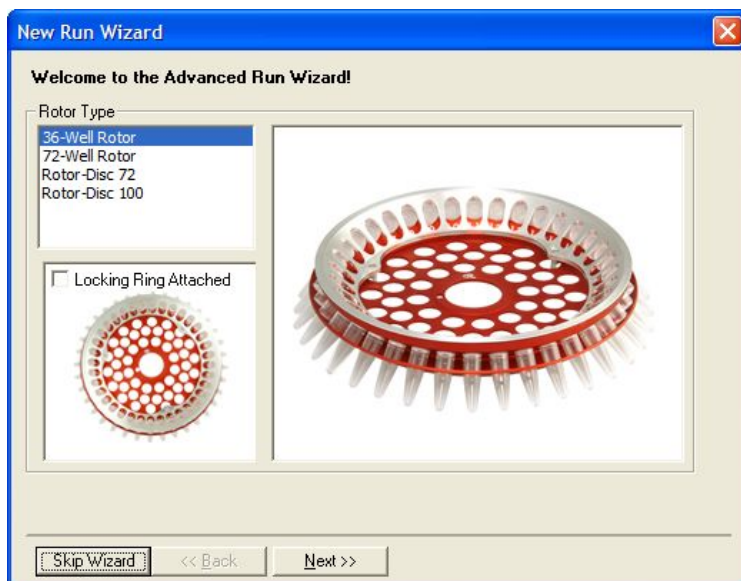 New Run Wizard
Welcome to the Advanced Run Wizard!
Rotor Type
36-Well Rotor
72-Well Rotor
Rotor-Disc 72
Rotor-Disc 100
Locking Ring Attached
Skip Wizard
<< Back
Next >>